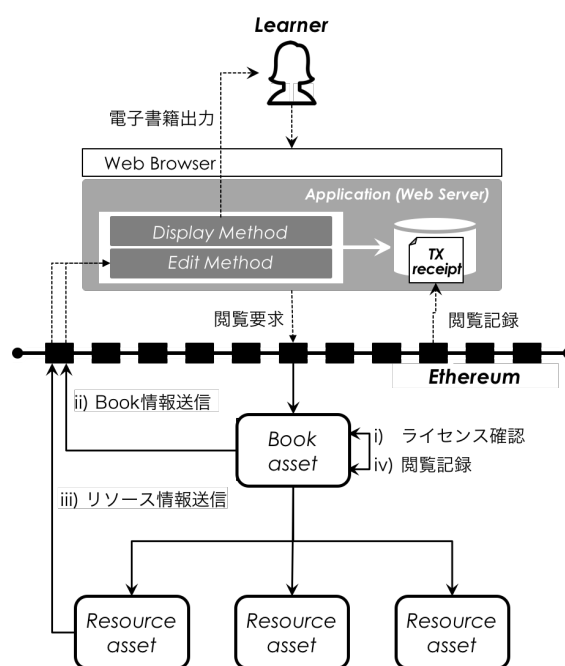 Learner
電子書籍出力
Web Browser
Application (Web Server)
Display Method
Edit Method
TX
receipt
閲覧要求
閲覧記録
Ethereum
ii) Book情報送信
Book
asset
i) ライセンス確認
iv) 閲覧記録
iii) リソース情報送信
Resource
asset
Resource
asset
Resource
asset